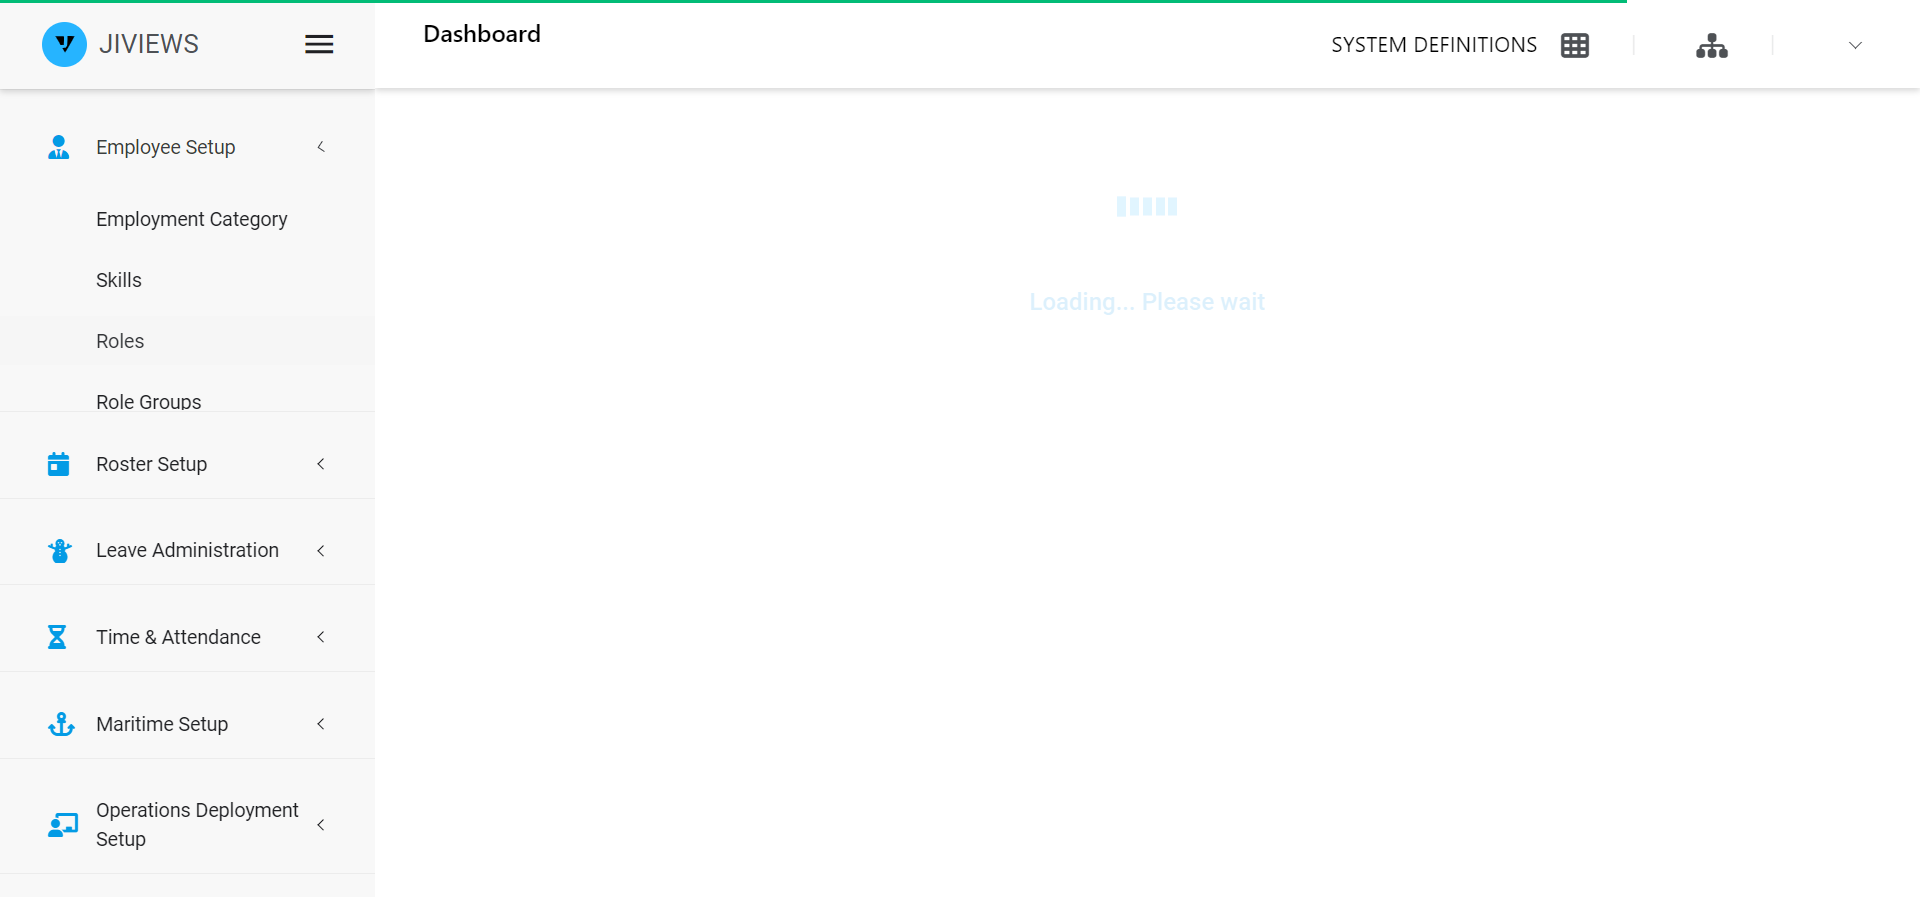 JIVIEWS
Dashboard
SYSTEM DEFINITIONS
Employee Setup
Employment Category
Skills
Roles
Role Groups
Roster Setup
Leave Administration
Time & Attendance
Maritime Setup
Operations Deployment
Setup
Loading... Please wait